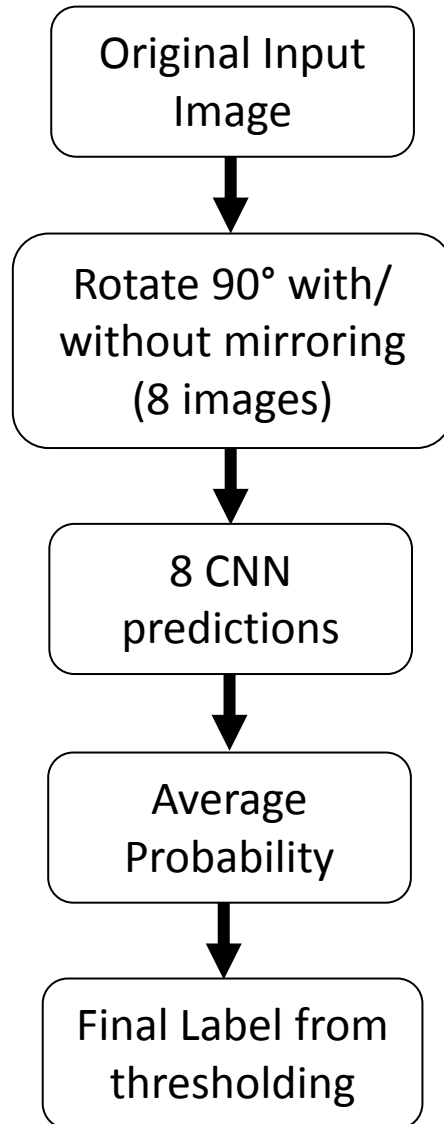 Original Input
Image
Rotate 90° with/
without mirroring
(8 images)
8 CNN
predictions
Average
Probability
Final Label from
thresholding